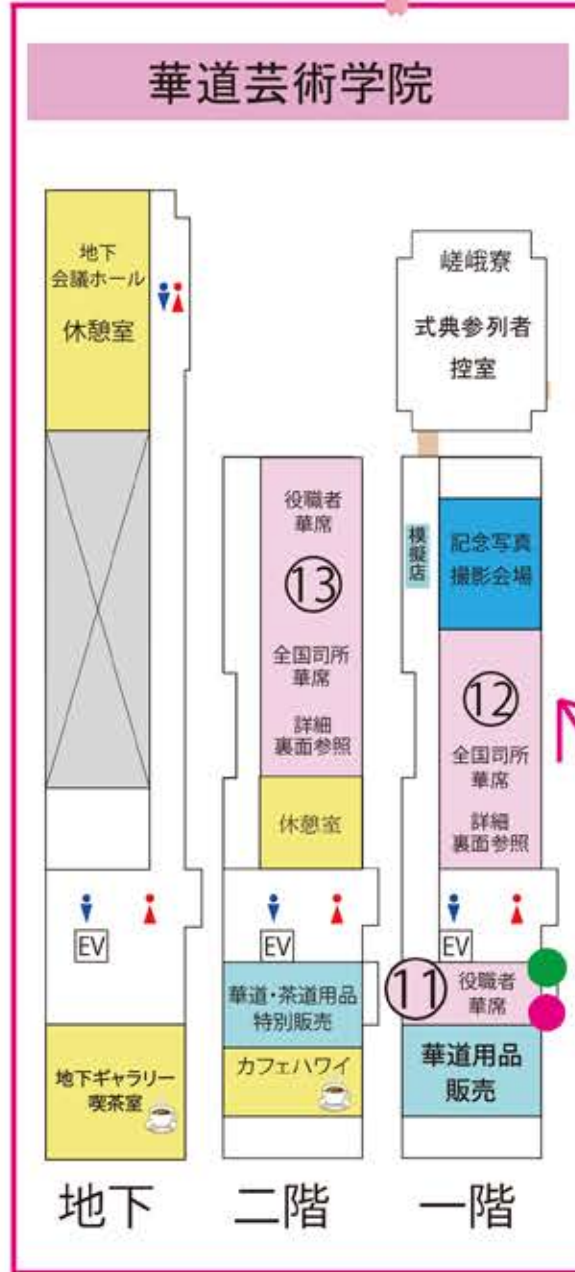 華道芸術学院
地下
会議ホール
休憩室
EV
地下ギャラリー
喫茶室
地下
役職者
華席
⑬
全国司所
華席
詳細
裏面参照
休憩室
EV
華道・茶道用品
特別販売
カフェハワイ
二階
嵯峨寮
式典参列者
控室
模擬店
記念写真
撮影会場
⑫
全国司所
華席
詳細
裏面参照
EV
⑪
役職者
華席
華道用品
販売
一階